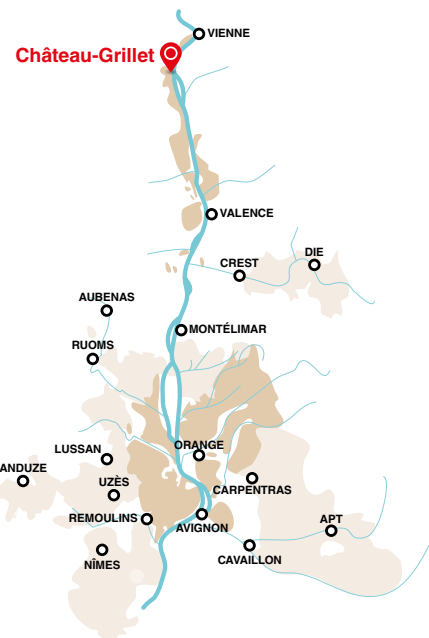 VIENNE
Château-Grillet
VALENCE
DIE
CREST
AUBENAS
MONTÉLIMAR
RUOMS
ORANGE
LUSSAN
ANDUZE
UZÈS
CARPENTRAS
REMOULINS
AVIGNON
APT
CAVAILLON
NÎMES